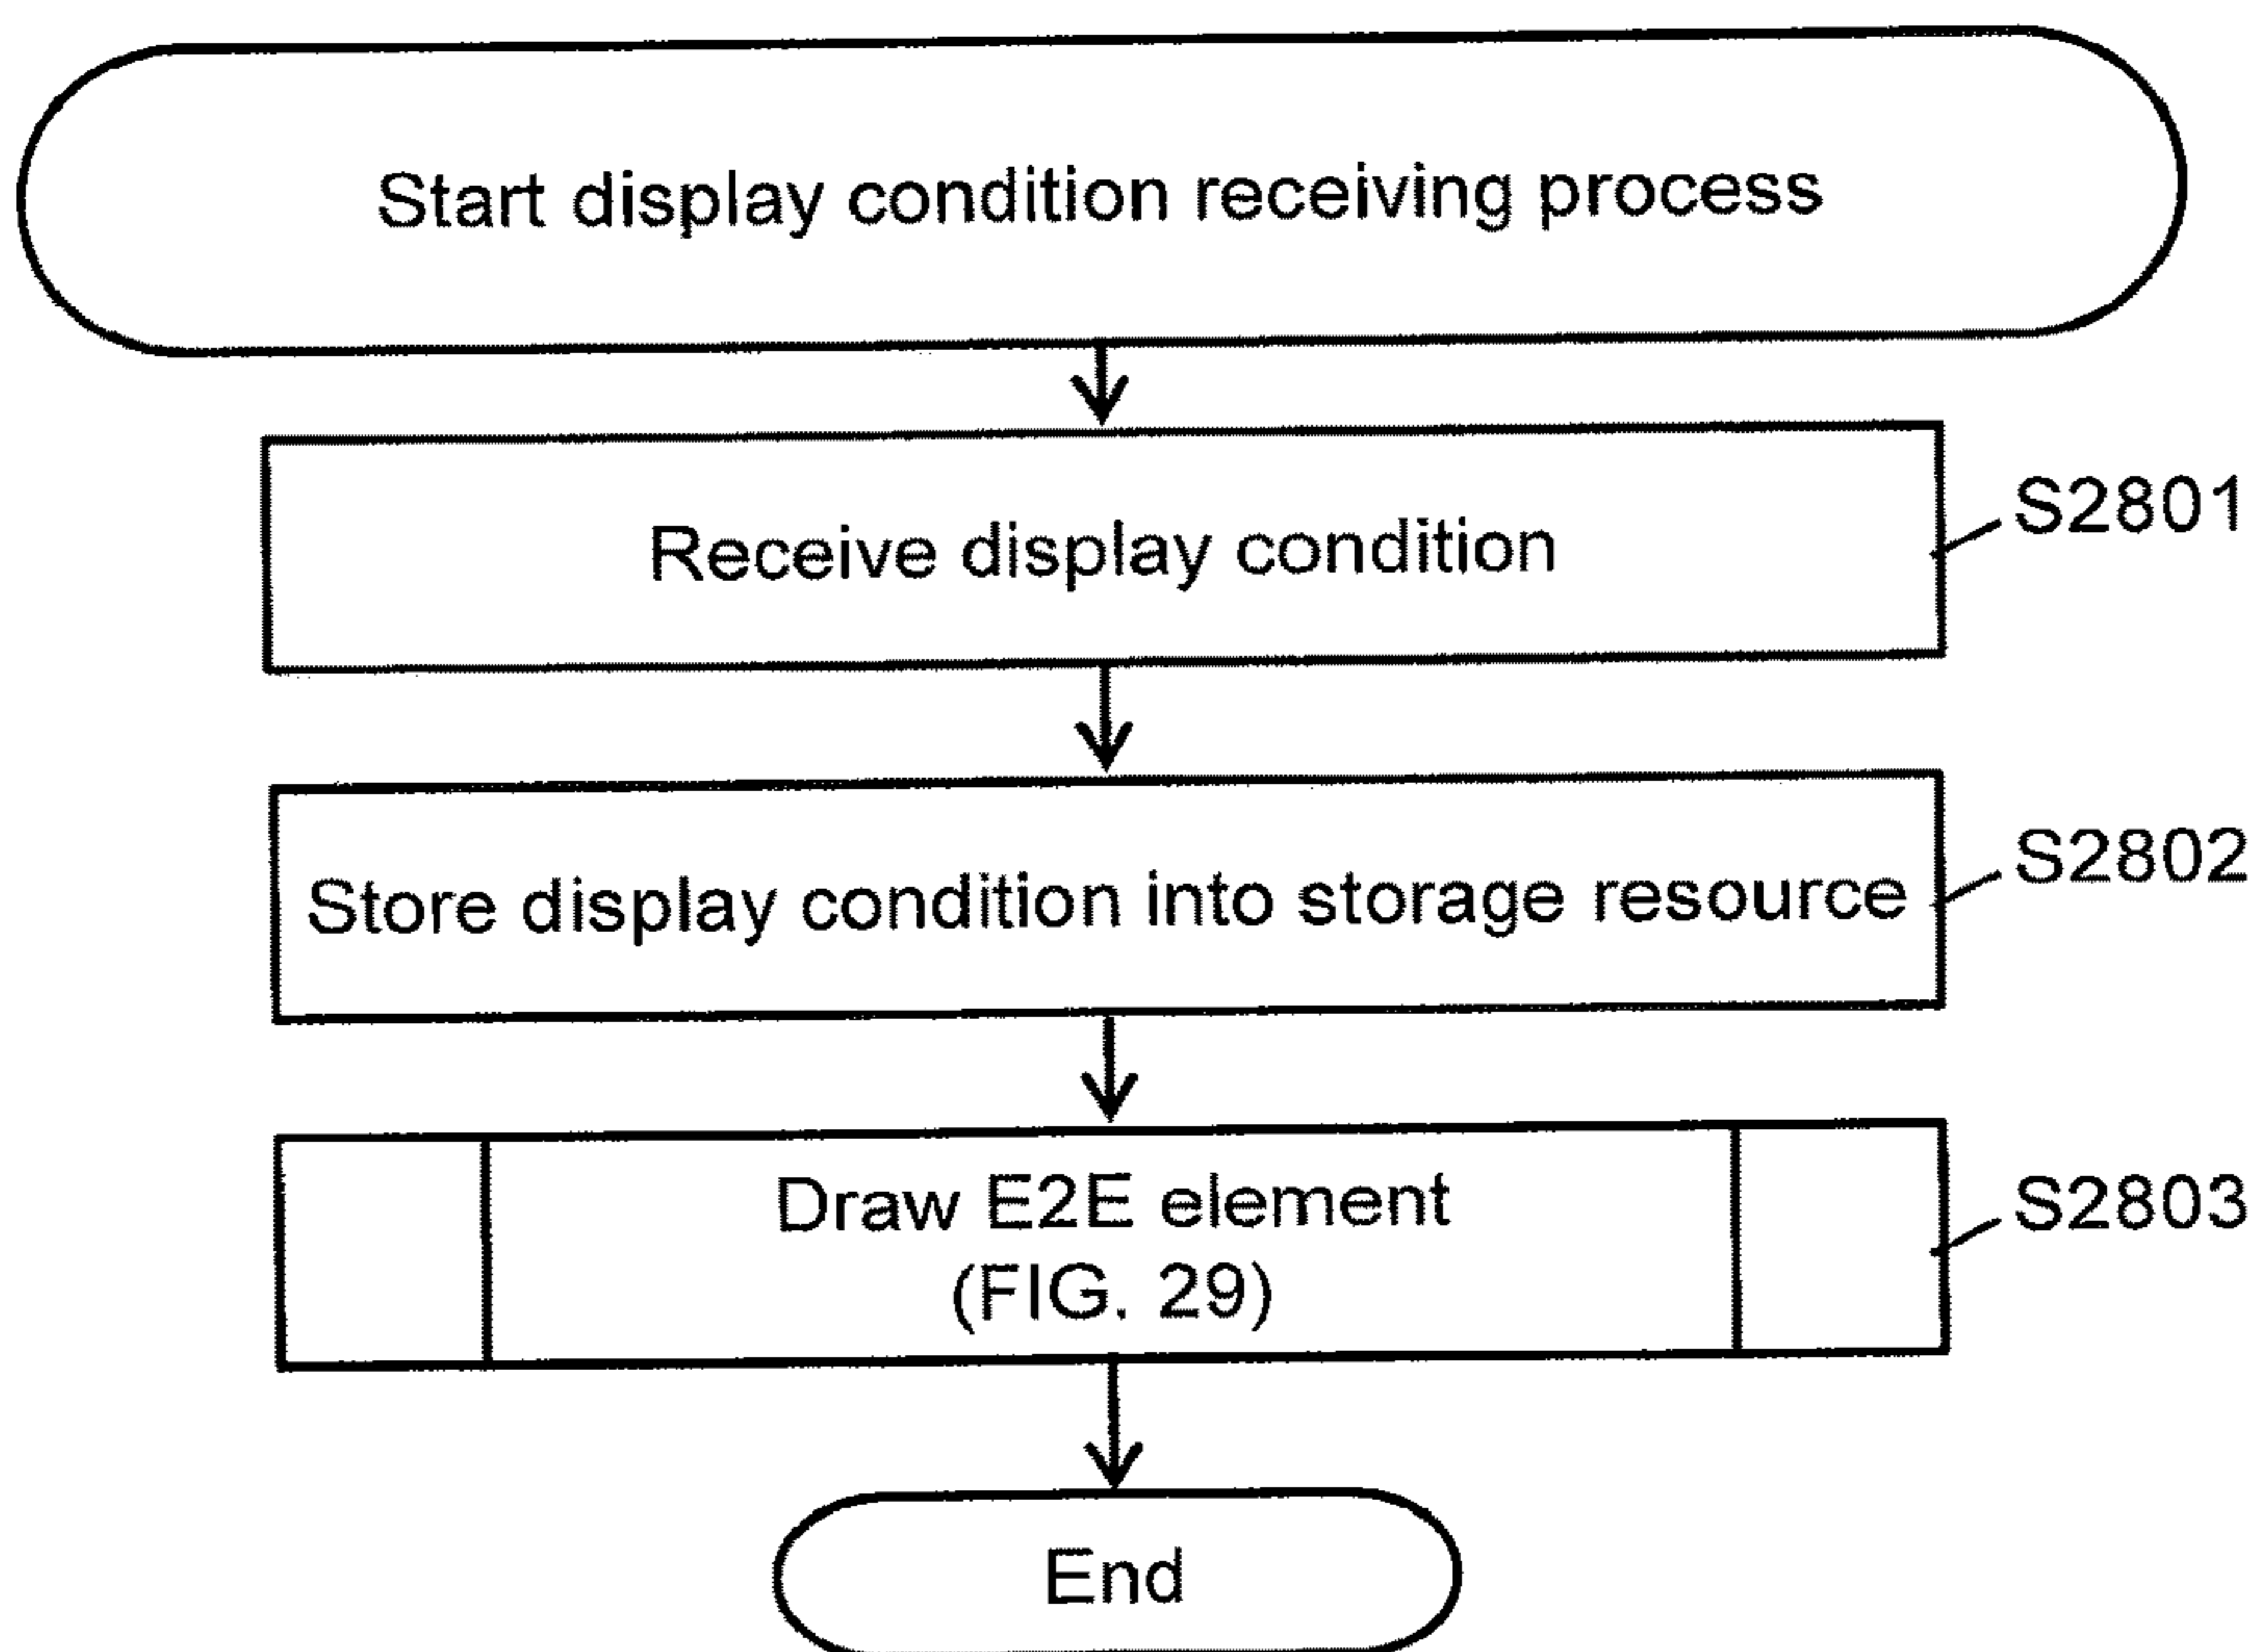 Start display condition receiving process
Receive display condition
S2801
Store display condition into storage resource
S2802
Draw E2E element
(FIG. 29)
S2803
End